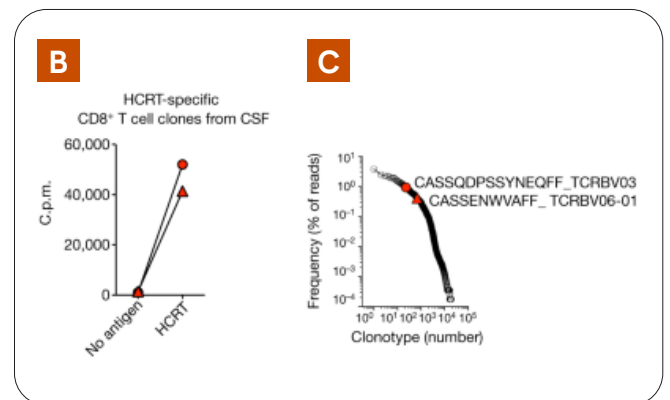 B
HCRT-specific
CD8⁺ T cell clones from CSF
C.p.m.
60,000
40,000
20,000
0
No antigen
HCRT
C
Frequency (% of reads)
10¹
10⁰
10⁻¹
10⁻²
10⁻³
10⁻⁴
CASSQDPSSYNEQFF_TCRBV03
CASSENWVAFF_ TCRBV06-01
10⁰ 10¹ 10² 10³ 10⁴ 10⁵
Clonotype (number)